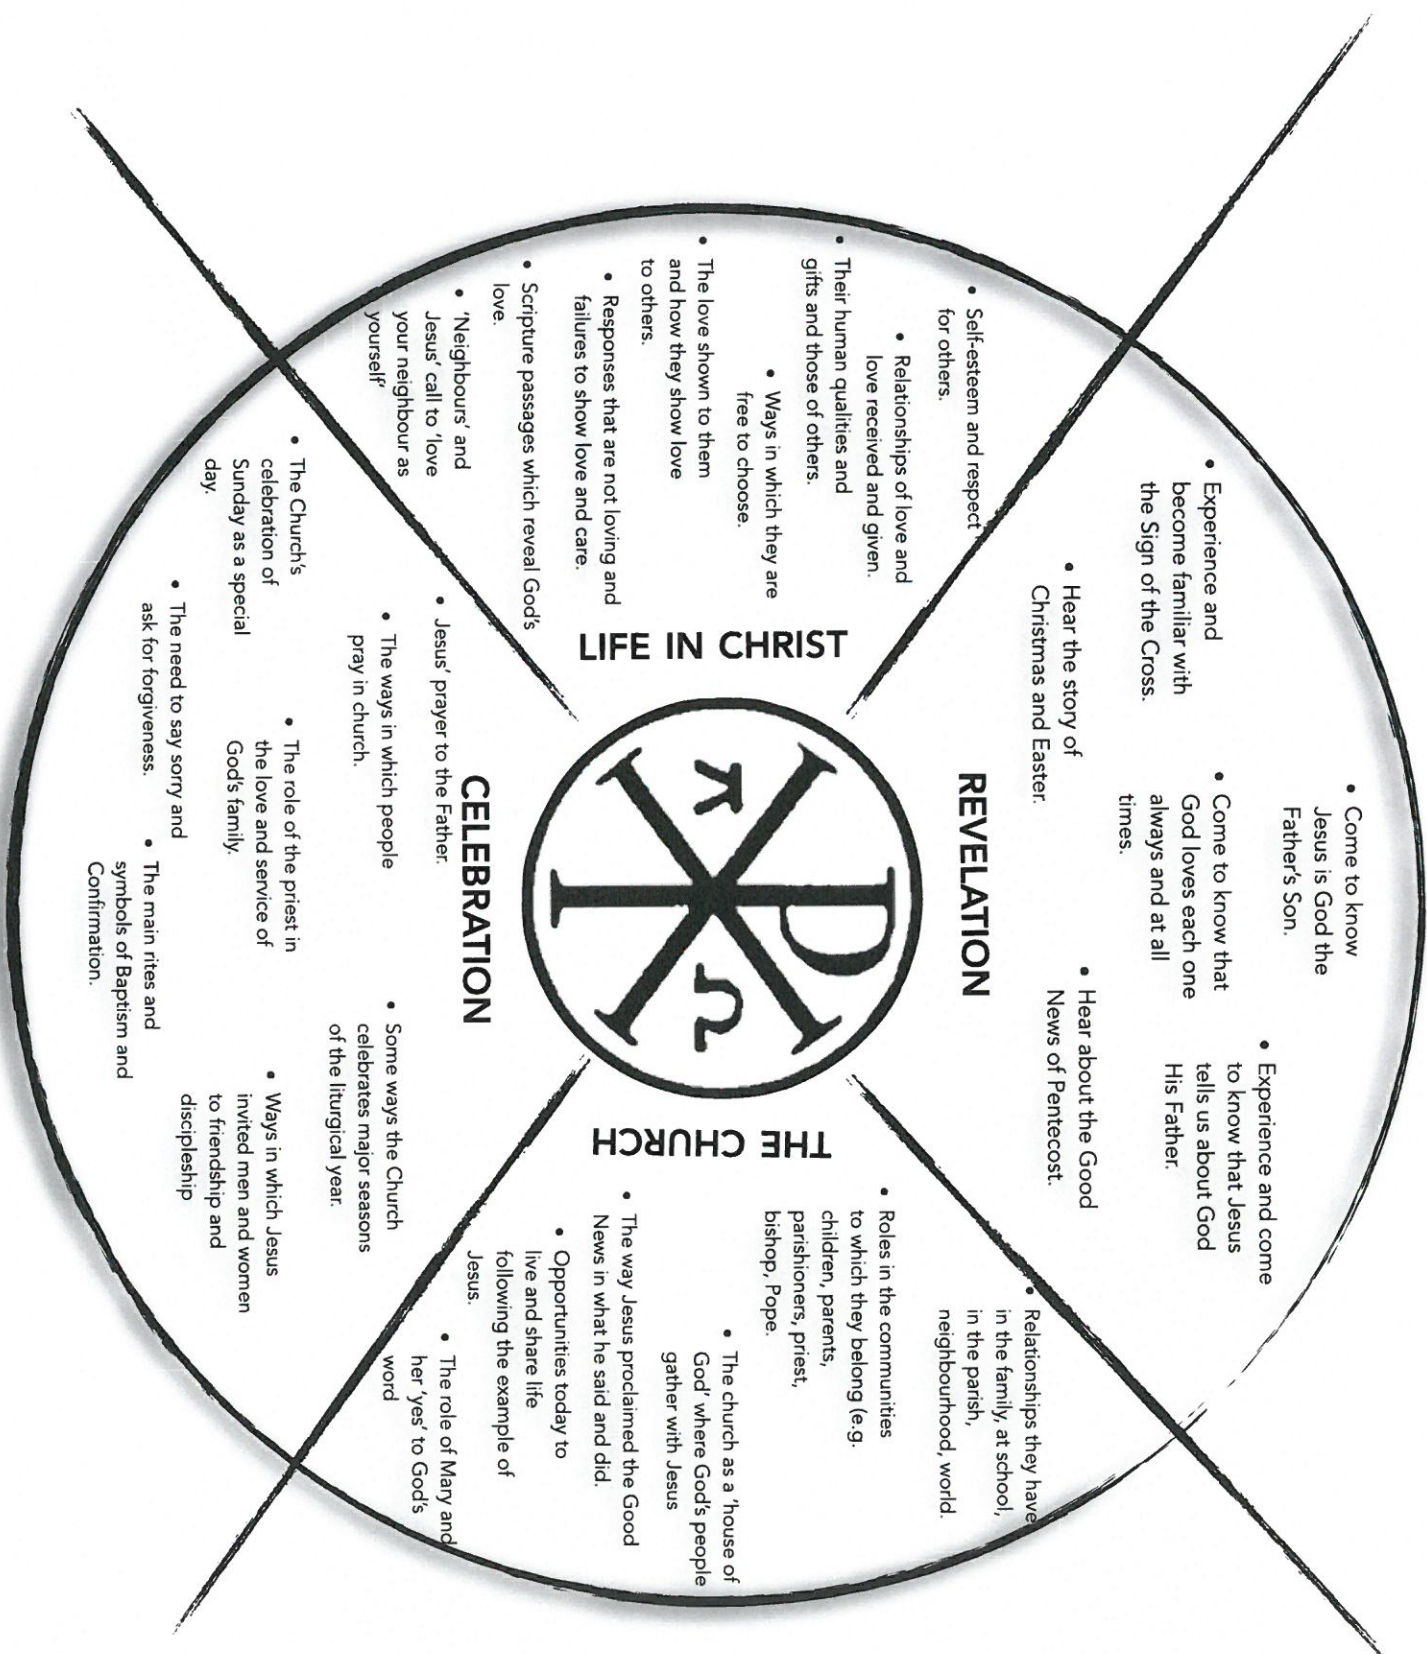 REVELATION
• Come to know
Jesus is God the
Father's Son.
• Experience and
become familiar with
the Sign of the Cross.
• Come to know that
God loves each one
always and at all
times.
• Experience and come
to know that Jesus
tells us about God
His Father.
• Hear the story of
Christmas and Easter.
• Hear about the Good
News of Pentecost.
THE CHURCH
• Relationships they have
in the family, at school,
in the parish,
neighbourhood, world.
• Roles in the communities
to which they belong (e.g.
children, parents,
parishioners, priest,
bishop, Pope.
• The church as a 'house of
God' where God's people
gather with Jesus
• The way Jesus proclaimed the Good
News in what he said and did.
• Opportunities today to
live and share life
following the example of
Jesus.
• The role of Mary and
her 'yes' to God's
word
CELEBRATION
• Jesus' prayer to the Father.
• The ways in which people
pray in church.
• Some ways the Church
celebrates major seasons
of the liturgical year.
• The Church's
celebration of
Sunday as a special
day.
• The role of the priest in
the love and service of
God's family.
• Ways in which Jesus
invited men and women
to friendship and
discipleship
• The need to say sorry and
ask for forgiveness.
• The main rites and
symbols of Baptism and
Confirmation.
LIFE IN CHRIST
• Self-esteem and respect
for others.
• Relationships of love and
love received and given.
• Their human qualities and
gifts and those of others.
• Ways in which they are
free to choose.
• The love shown to them
and how they show love
to others.
• Responses that are not loving and
failures to show love and care.
• Scripture passages which reveal God's
love.
• 'Neighbours' and
Jesus' call to 'love
your neighbour as
yourself'